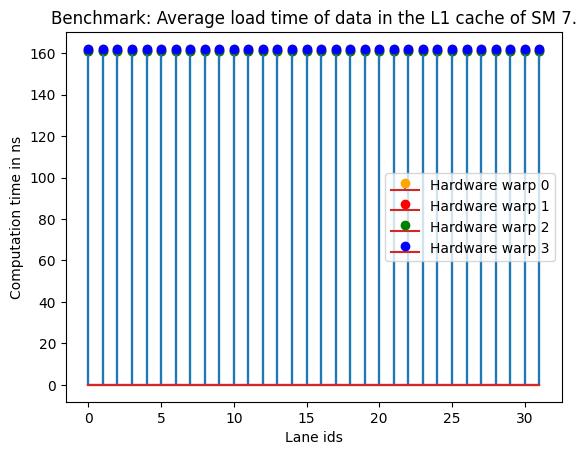 Benchmark: Average load time of data in the L1 cache of SM 7.
160
140
120
100
80
60
40
20
0
Computation time in ns
Hardware warp 0
Hardware warp 1
Hardware warp 2
Hardware warp 3
0 5 10 15 20 25 30
Lane ids